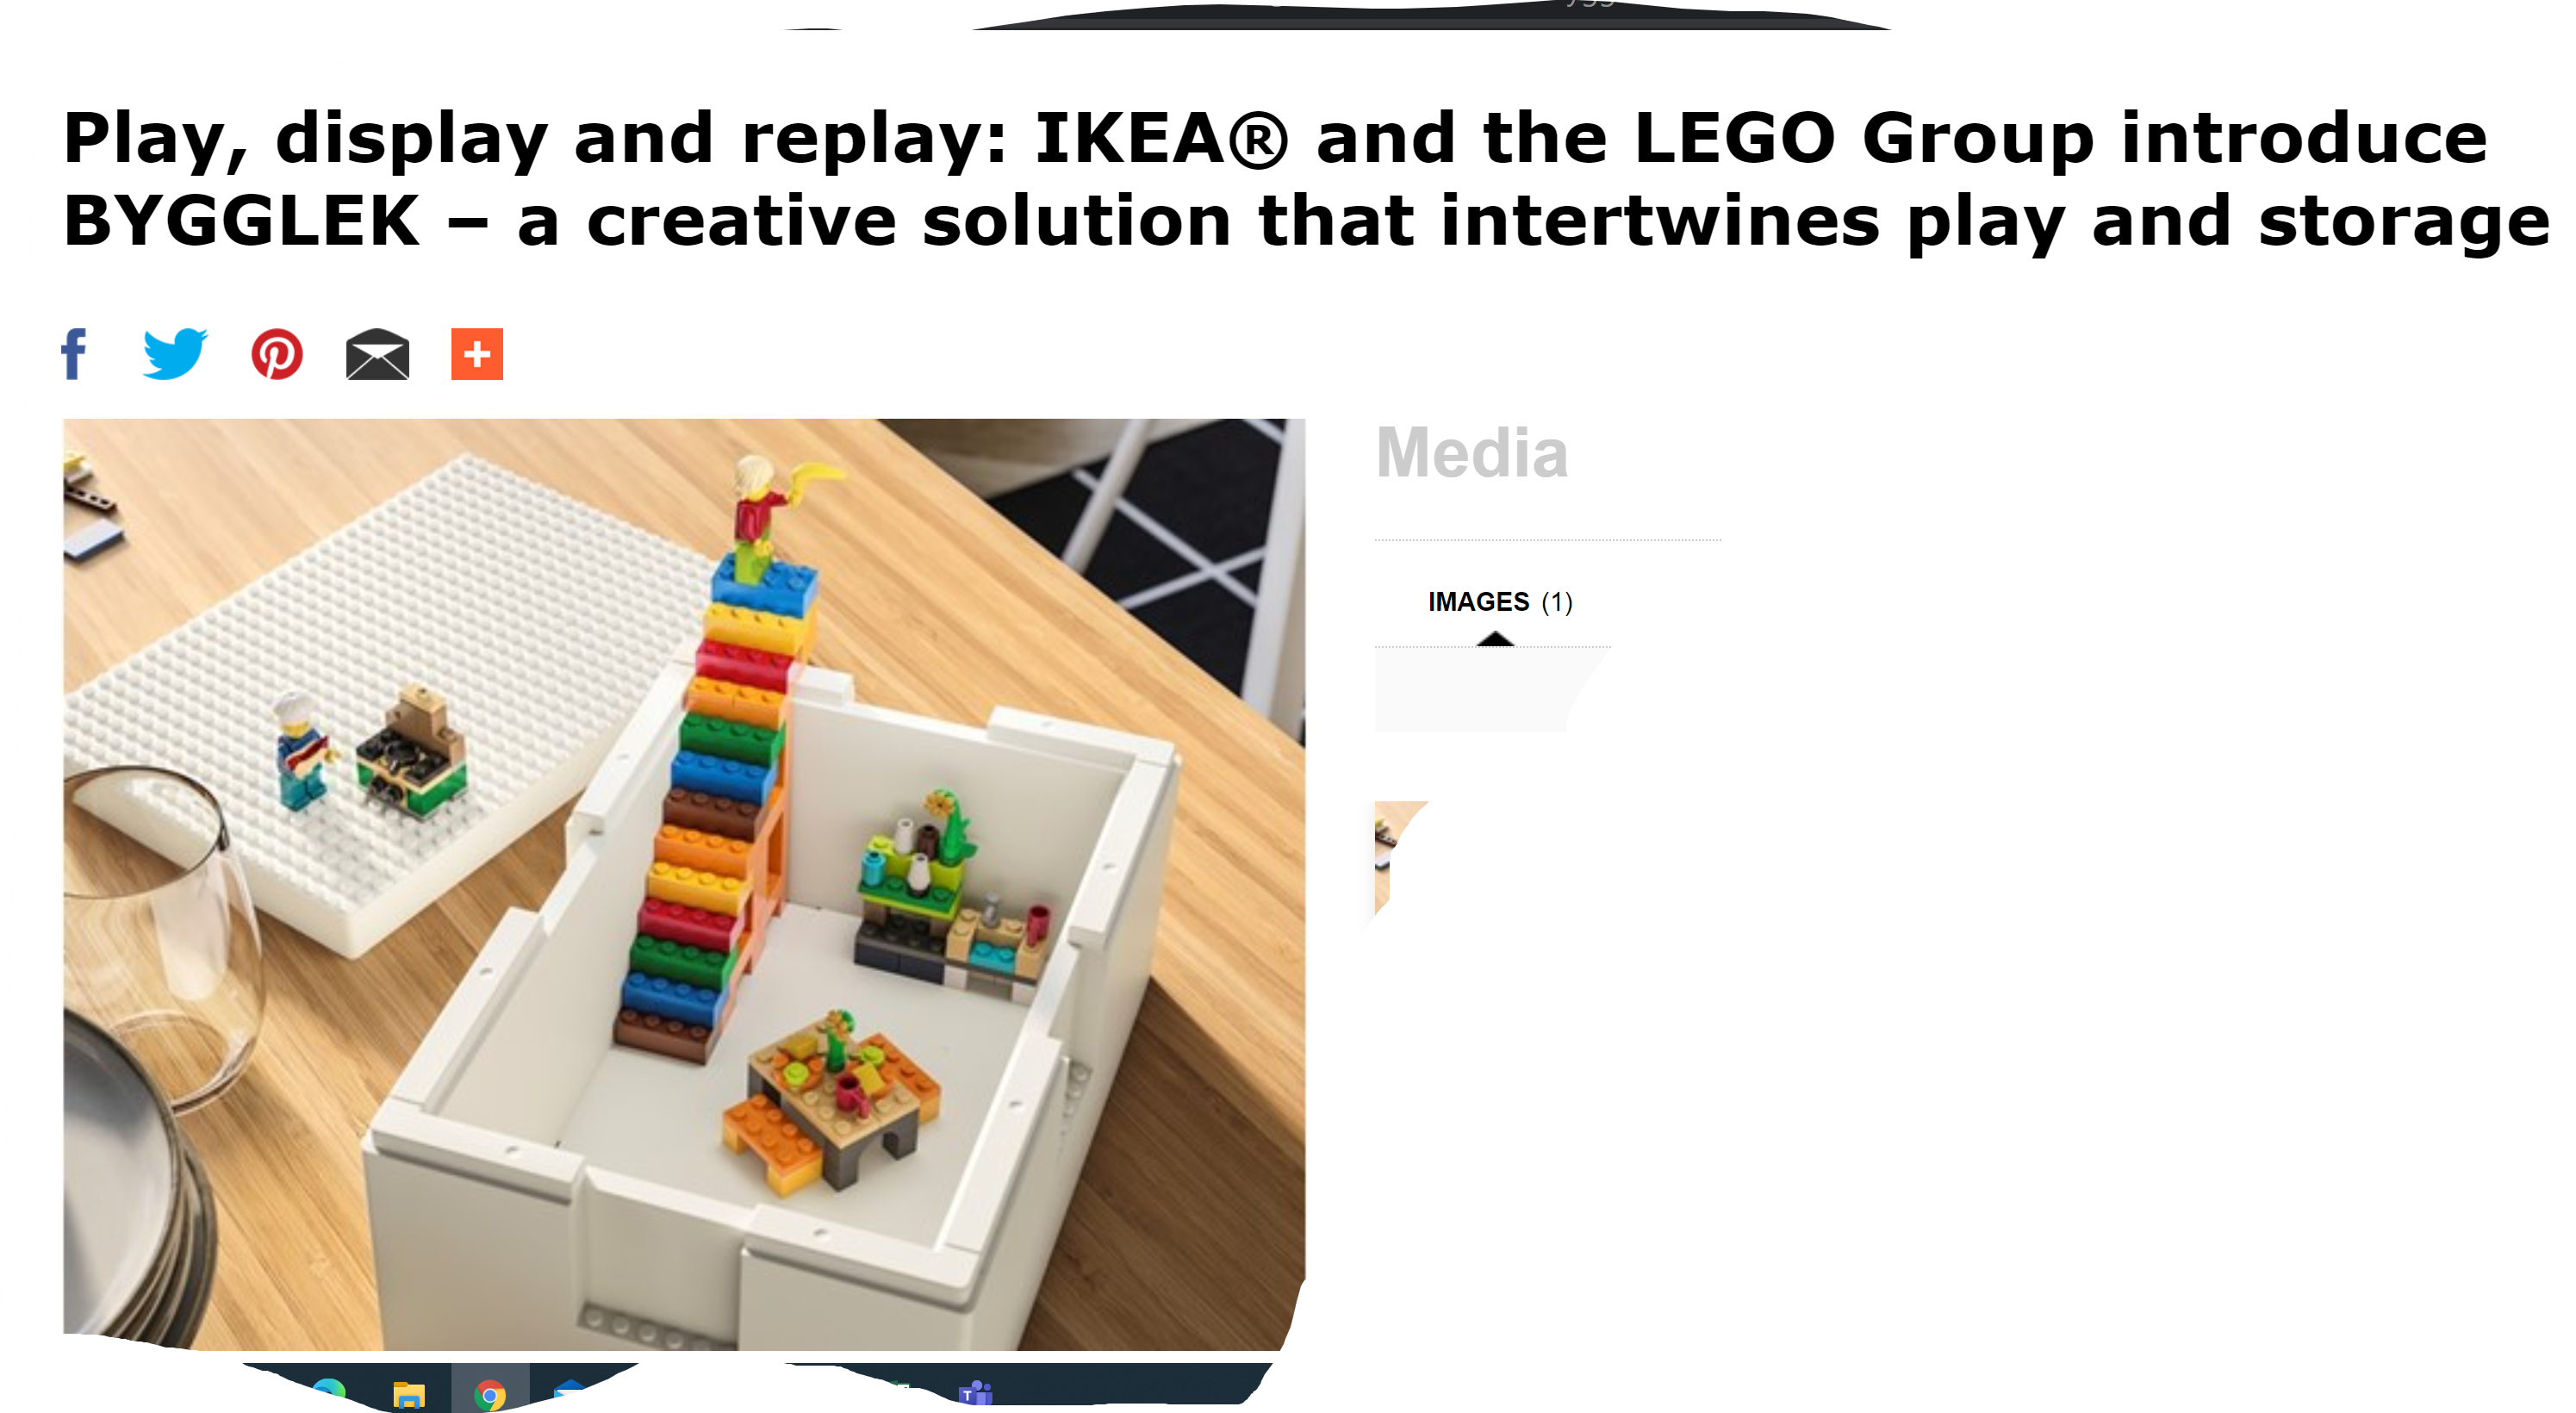 Play, display and replay: IKEA® and the LEGO Group introduce
BYGGLEK – a creative solution that intertwines play and storage
Media
IMAGES (1)